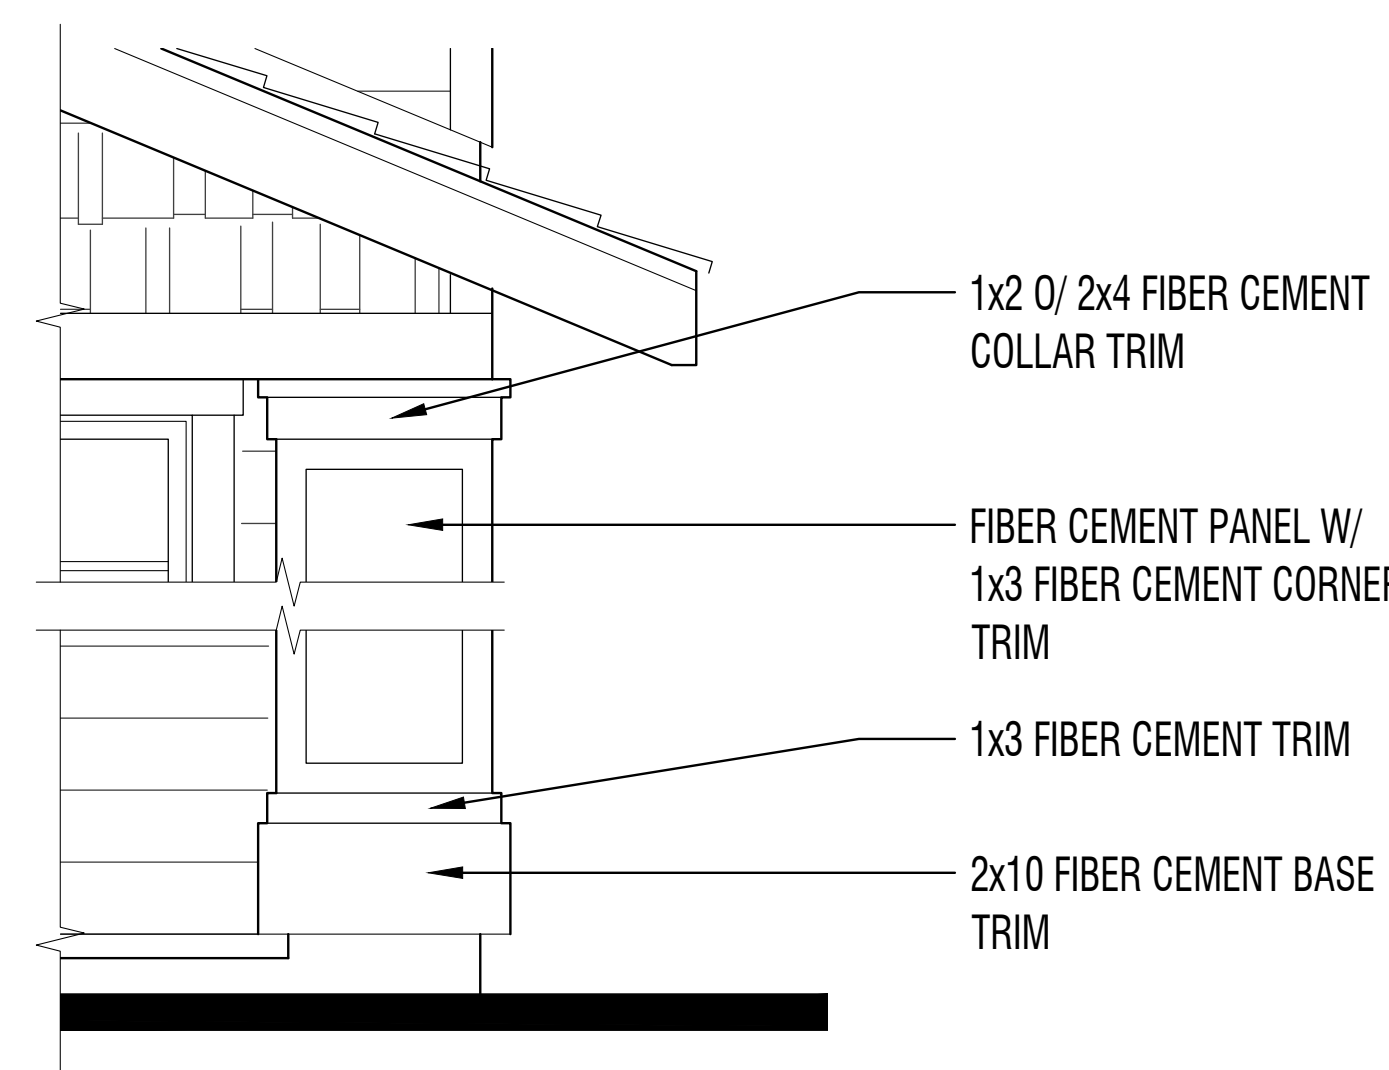 1x2 O/ 2x4 FIBER CEMENT
COLLAR TRIM
FIBER CEMENT PANEL W/
1x3 FIBER CEMENT CORNER
TRIM
1x3 FIBER CEMENT TRIM
2x10 FIBER CEMENT BASE
TRIM